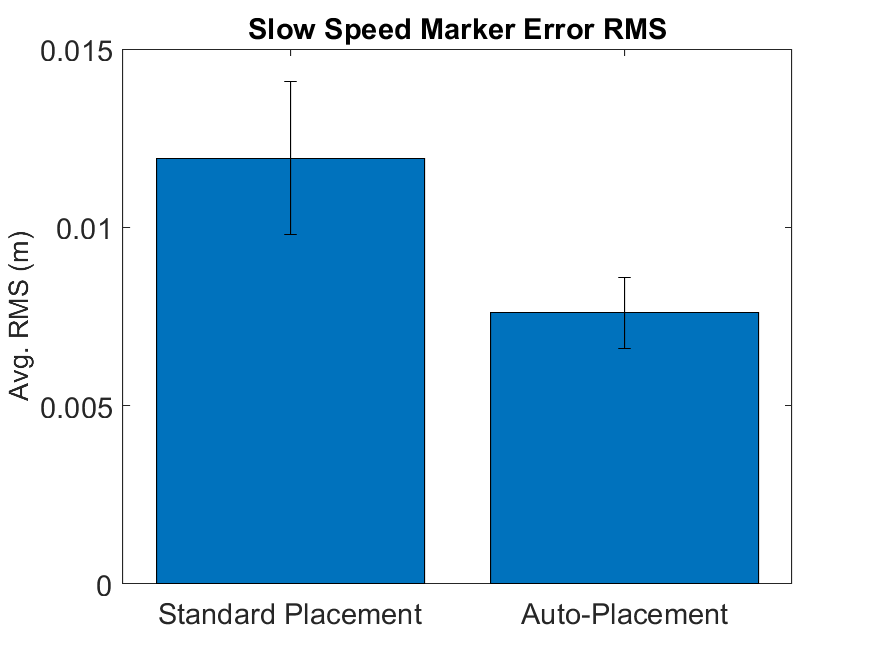 Slow Speed Marker Error RMS
0.015
0.01
0.005
0
Avg. RMS (m)
Standard Placement
Auto-Placement